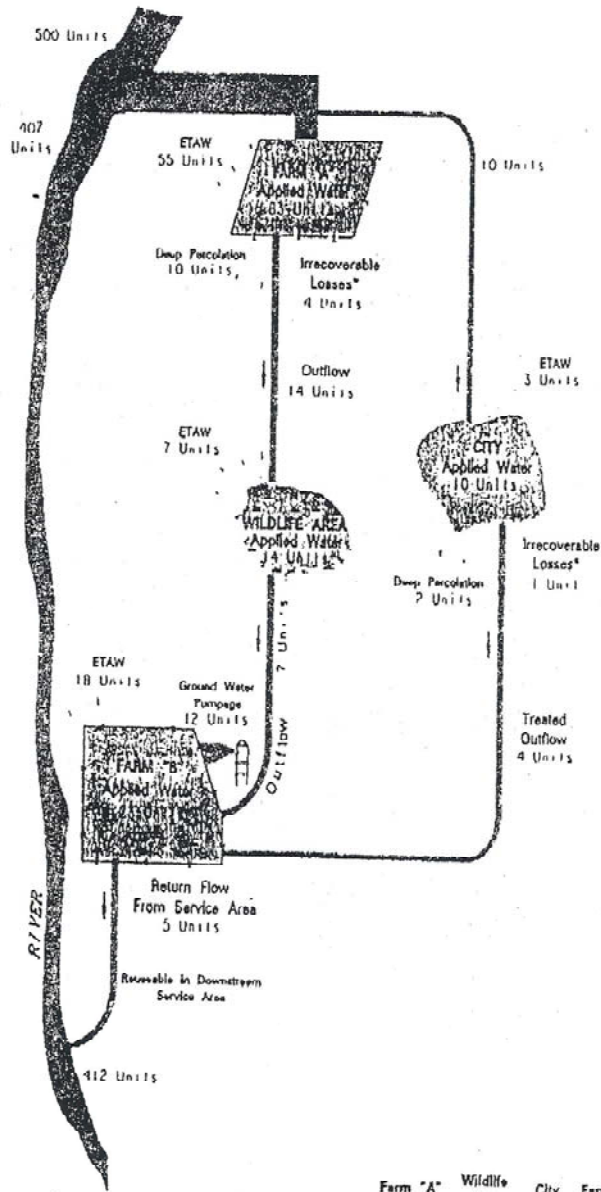 500 Units
407
Units
ETAW
55 Units
FARM "A"
Applied Water
83 Units
10 Units
Deep Percolation
10 Units
Irrecoverable
Losses*
4 Units
Outflow
14 Units
ETAW
3 Units
ETAW
7 Units
CITY
Applied Water
10 Units
WILDLIFE AREA
Applied Water
14 Units
Irrecoverable
Losses*
1 Unit
Deep Percolation
2 Units
7 Units
Outflow
ETAW
18 Units
Ground Water
Pumpage
12 Units
Treated
Outflow
4 Units
FARM "B"
Applied Water
RIVER
Return Flow
From Service Area
5 Units
Reuseable in Downstream
Service Area
412 Units
Farm "A" Wildlife City